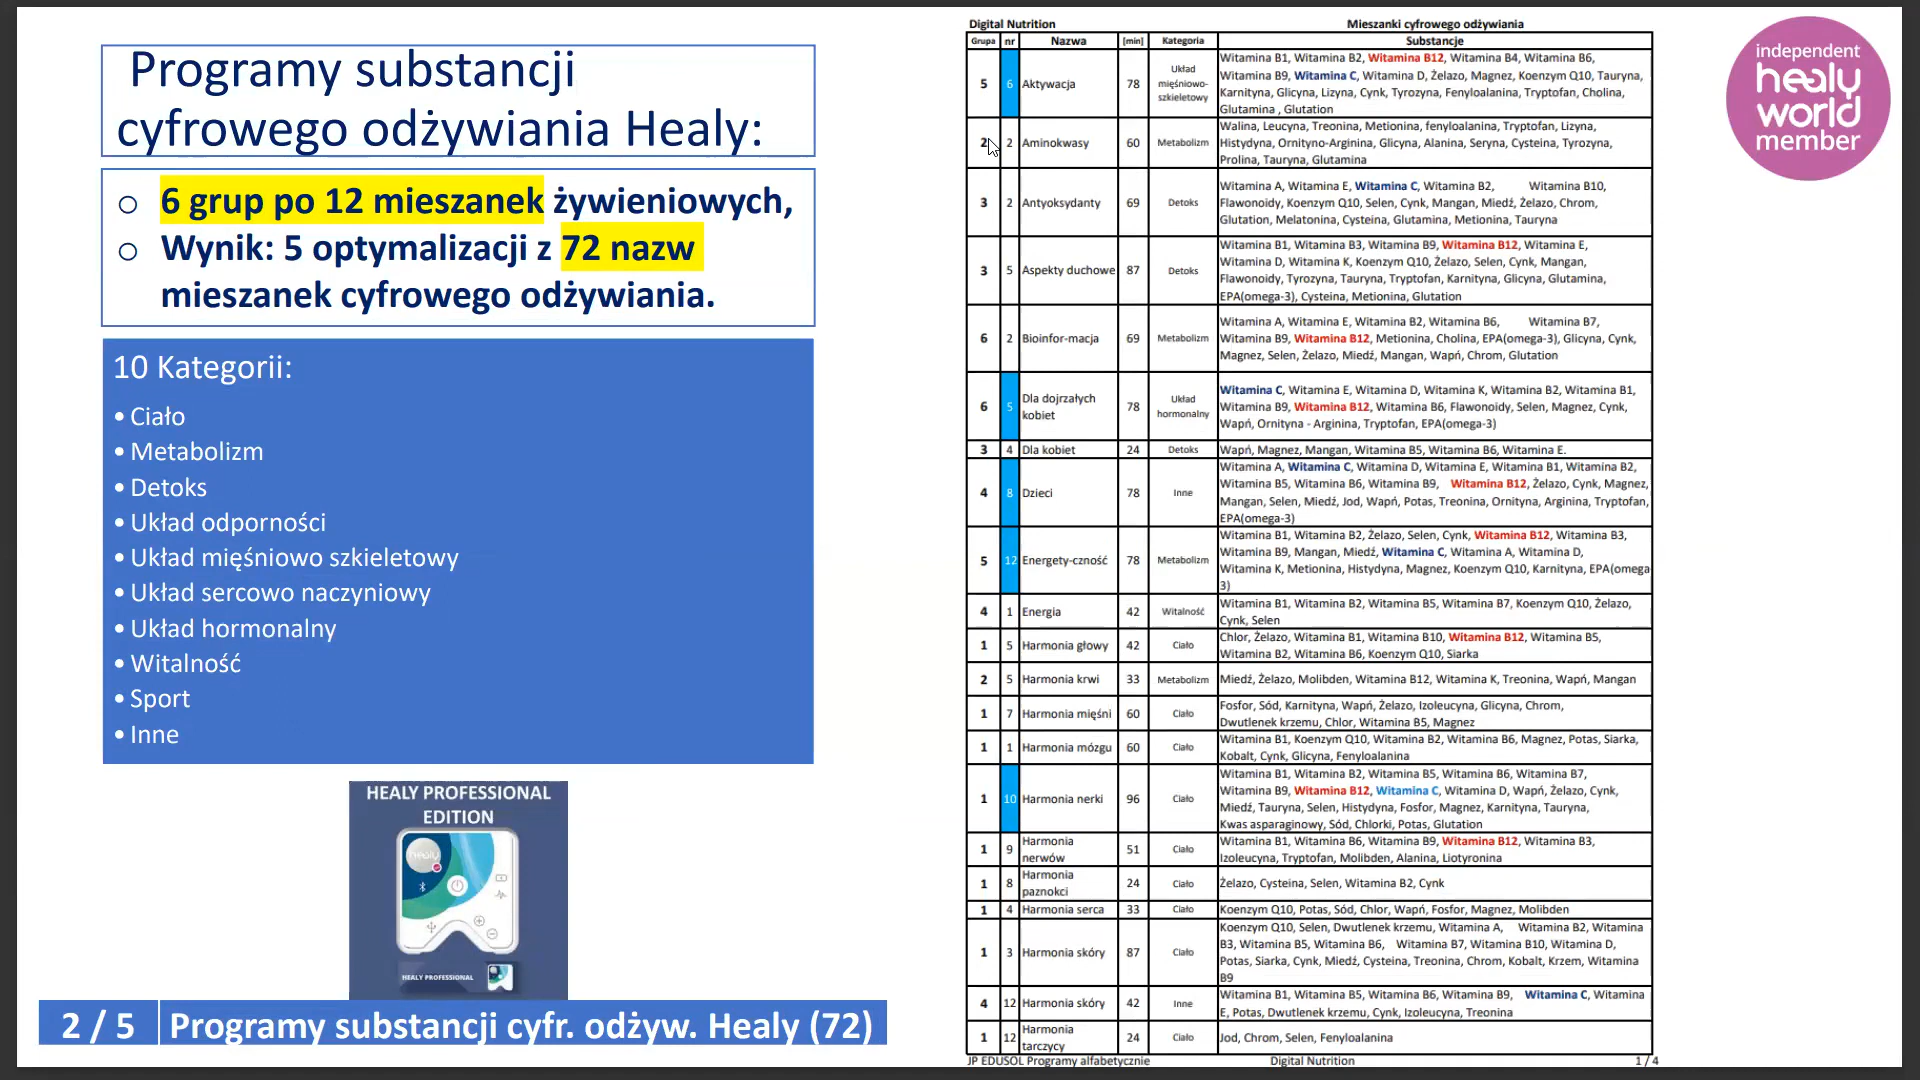 Programy substancji
cyfrowego odżywiania Healy:
o 6 grup po 12 mieszanek żywieniowych,
o Wynik: 5 optymalizacji z 72 nazw
mieszanek cyfrowego odżywiania.
10 Kategorii:
• Ciało
• Metabolizm
• Detoks
• Układ odporności
• Układ mięśniowo szkieletowy
• Układ sercowo naczyniowy
• Układ hormonalny
• Witalność
• Sport
• Inne
HEALY PROFESSIONAL
EDITION
healy
HEALY PROFESSIONAL
2 / 5 Programy substancji cyfr. odżyw. Healy (72)
Digital Nutrition Mieszanki cyfrowego odżywiania
Grupa nr Nazwa [min] Kategoria Substancje
5 6 Aktywacja 78 Układ mięśniowo-szkieletowy
Witamina B1, Witamina B2, Witamina B12, Witamina B4, Witamina B6,
Witamina B9, Witamina C, Witamina D, Żelazo, Magnez, Koenzym Q10, Tauryna,
Karnityna, Glicyna, Lizyna, Cynk, Tyrozyna, Fenyloalanina, Tryptofan, Cholina,
Glutamina , Glutation
2 2 Aminokwasy 60 Metabolizm
Walina, Leucyna, Treonina, Metionina, fenyloalanina, Tryptofan, Lizyna,
Histydyna, Ornityno-Arginina, Glicyna, Alanina, Seryna, Cysteina, Tyrozyna,
Prolina, Tauryna, Glutamina
3 2 Antyoksydanty 69 Detoks
Witamina A, Witamina E, Witamina C, Witamina B2, Witamina B10,
Flawonoidy, Koenzym Q10, Selen, Cynk, Mangan, Miedź, Żelazo, Chrom,
Glutation, Melatonina, Cysteina, Glutamina, Metionina, Tauryna
3 5 Aspekty duchowe 87 Detoks
Witamina B1, Witamina B3, Witamina B9, Witamina B12, Witamina E,
Witamina D, Witamina K, Koenzym Q10, Żelazo, Selen, Cynk, Mangan,
Flawonoidy, Tyrozyna, Tauryna, Tryptofan, Karnityna, Glicyna, Glutamina,
EPA(omega-3), Cysteina, Metionina, Glutation
6 2 Bioinfor-macja 69 Metabolizm
Witamina A, Witamina E, Witamina B2, Witamina B6, Witamina B7,
Witamina B9, Witamina B12, Metionina, Cholina, EPA(omega-3), Glicyna, Cynk,
Magnez, Selen, Żelazo, Miedź, Mangan, Wapń, Chrom, Glutation
6 5 Dla dojrzałych kobiet 78 Układ hormonalny
Witamina C, Witamina E, Witamina D, Witamina K, Witamina B2, Witamina B1,
Witamina B9, Witamina B12, Witamina B6, Flawonoidy, Selen, Magnez, Cynk,
Wapń, Ornityna - Arginina, Tryptofan, EPA(omega-3)
3 4 Dla kobiet 24 Detoks Wapń, Magnez, Mangan, Witamina B5, Witamina B6, Witamina E.
4 8 Dzieci 78 Inne
Witamina A, Witamina C, Witamina D, Witamina E, Witamina B1, Witamina B2,
Witamina B5, Witamina B6, Witamina B9, Witamina B12, Żelazo, Cynk, Magnez,
Mangan, Selen, Miedź, Jod, Wapń, Potas, Treonina, Ornityna, Arginina, Tryptofan,
EPA(omega-3)
5 12 Energety-czność 78 Metabolizm
Witamina B1, Witamina B2, Żelazo, Selen, Cynk, Witamina B12, Witamina B3,
Witamina B9, Mangan, Miedź, Witamina C, Witamina A, Witamina D,
Witamina K, Metionina, Histydyna, Magnez, Koenzym Q10, Karnityna, EPA(omega-
3)
4 1 Energia 42 Witalność
Witamina B1, Witamina B2, Witamina B5, Witamina B7, Koenzym Q10, Żelazo,
Cynk, Selen
1 5 Harmonia głowy 42 Ciało
Chlor, Żelazo, Witamina B1, Witamina B10, Witamina B12, Witamina B5,
Witamina B2, Witamina B6, Koenzym Q10, Siarka
2 5 Harmonia krwi 33 Metabolizm Miedź, Żelazo, Molibden, Witamina B12, Witamina K, Treonina, Wapń, Mangan
1 7 Harmonia mięśni 60 Ciało
Fosfor, Sód, Karnityna, Wapń, Żelazo, Izoleucyna, Glicyna, Chrom,
Dwutlenek krzemu, Chlor, Witamina B5, Magnez
1 1 Harmonia mózgu 60 Ciało
Witamina B1, Koenzym Q10, Witamina B2, Witamina B6, Magnez, Potas, Siarka,
Kobalt, Cynk, Glicyna, Fenyloalanina
1 10 Harmonia nerki 96 Ciało
Witamina B1, Witamina B2, Witamina B5, Witamina B6, Witamina B7,
Witamina B9, Witamina B12, Witamina C, Witamina D, Wapń, Żelazo, Cynk,
Miedź, Tauryna, Selen, Histydyna, Fosfor, Magnez, Karnityna, Tauryna,
Kwas asparaginowy, Sód, Chlorki, Potas, Glutation
1 9 Harmonia nerwów 51 Ciało
Witamina B1, Witamina B6, Witamina B9, Witamina B12, Witamina B3,
Izoleucyna, Tryptofan, Molibden, Alanina, Liotyronina
1 8 Harmonia paznokci 24 Ciało Żelazo, Cysteina, Selen, Witamina B2, Cynk
1 4 Harmonia serca 33 Ciało Koenzym Q10, Potas, Sód, Chlor, Wapń, Fosfor, Magnez, Molibden
1 3 Harmonia skóry 87 Ciało
Koenzym Q10, Selen, Dwutlenek krzemu, Witamina A, Witamina B2, Witamina
B3, Witamina B5, Witamina B6, Witamina B7, Witamina B10, Witamina D,
Potas, Siarka, Cynk, Miedź, Cysteina, Treonina, Chrom, Kobalt, Krzem, Witamina
B9
4 12 Harmonia skóry 42 Inne
Witamina B1, Witamina B5, Witamina B6, Witamina B9, Witamina C, Witamina
E, Potas, Dwutlenek krzemu, Cynk, Izoleucyna, Treonina
1 12 Harmonia tarczycy 24 Ciało Jod, Chrom, Selen, Fenyloalanina
JP EDUSOL Programy alfabetycznie Digital Nutrition 1 / 4
independent
healy
world
member